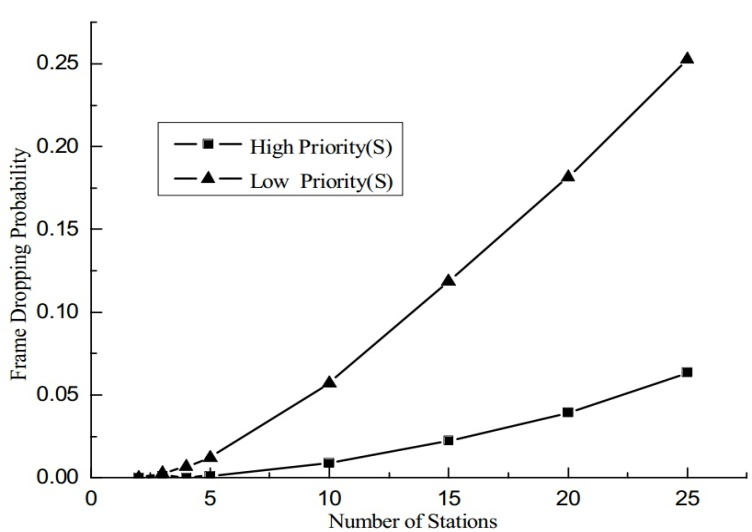 0.25
0.20
0.15
0.10
0.05
0.00
Frame Dropping Probability
High Priority(S)
Low Priority(S)
0 5 10 15 20 25
Number of Stations